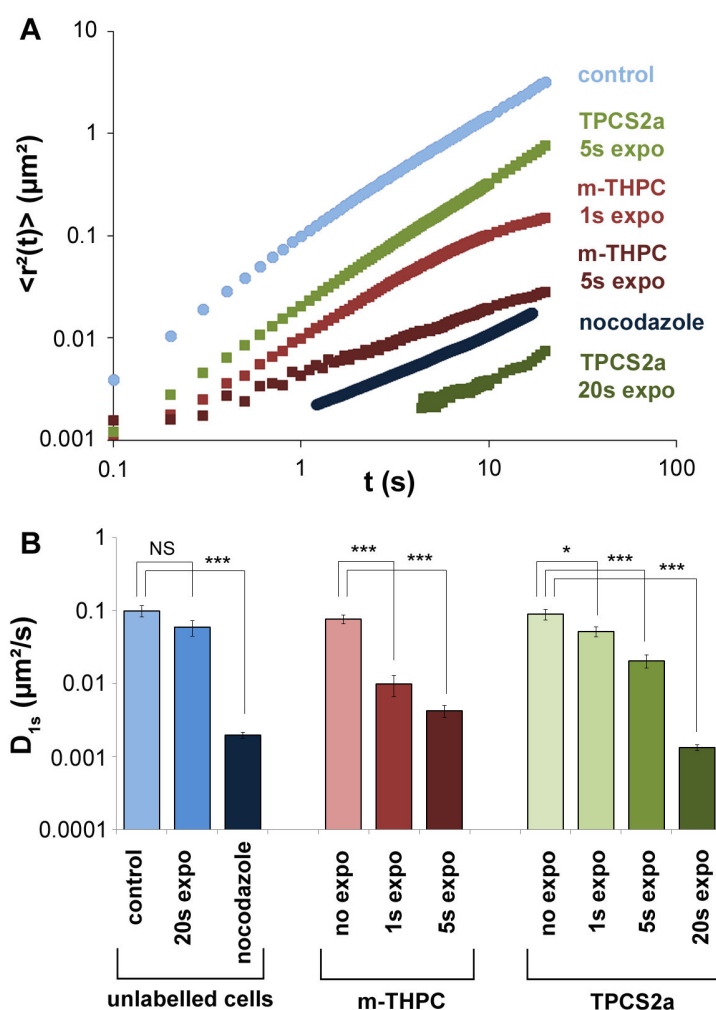 A
<r²(t)> (µm²)
10
1
0.1
0.01
0.001
0.1
1
10
100
t (s)
control
TPCS2a
5s expo
m-THPC
1s expo
m-THPC
5s expo
nocodazole
TPCS2a
20s expo
B
D1s (µm²/s)
1
0.1
0.01
0.001
0.0001
NS
***
***
***
*
***
***
control
20s expo
nocodazole
no expo
1s expo
5s expo
no expo
1s expo
5s expo
20s expo
unlabelled cells
m-THPC
TPCS2a